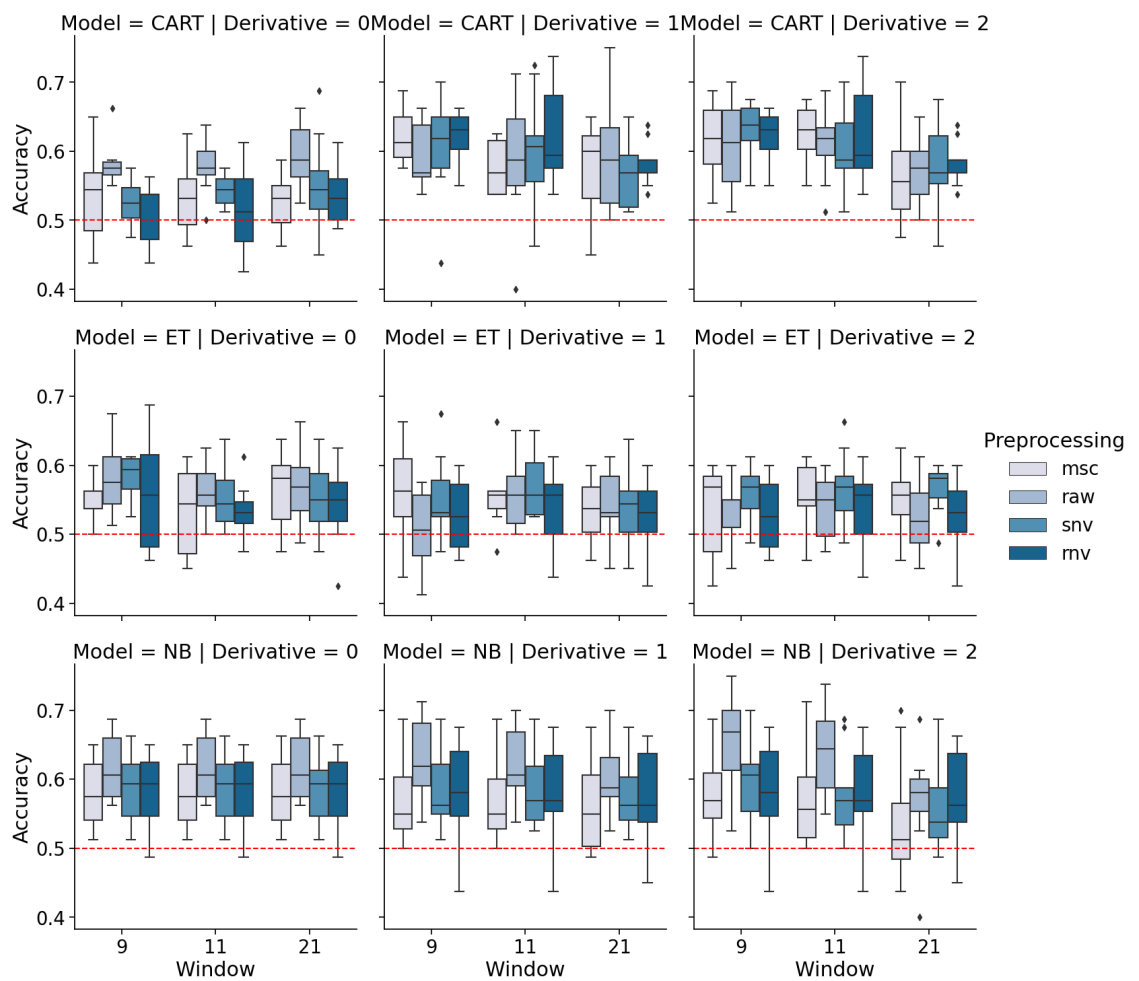 Model = CART | Derivative = 0
Model = CART | Derivative = 1
Model = CART | Derivative = 2
0.7
0.6
0.5
0.4
Accuracy
Model = ET | Derivative = 0
Model = ET | Derivative = 1
Model = ET | Derivative = 2
0.7
0.6
0.5
0.4
Accuracy
Preprocessing
msc
raw
snv
rnv
Model = NB | Derivative = 0
Model = NB | Derivative = 1
Model = NB | Derivative = 2
0.7
0.6
0.5
0.4
Accuracy
9 11 21
9 11 21
9 11 21
Window
Window
Window